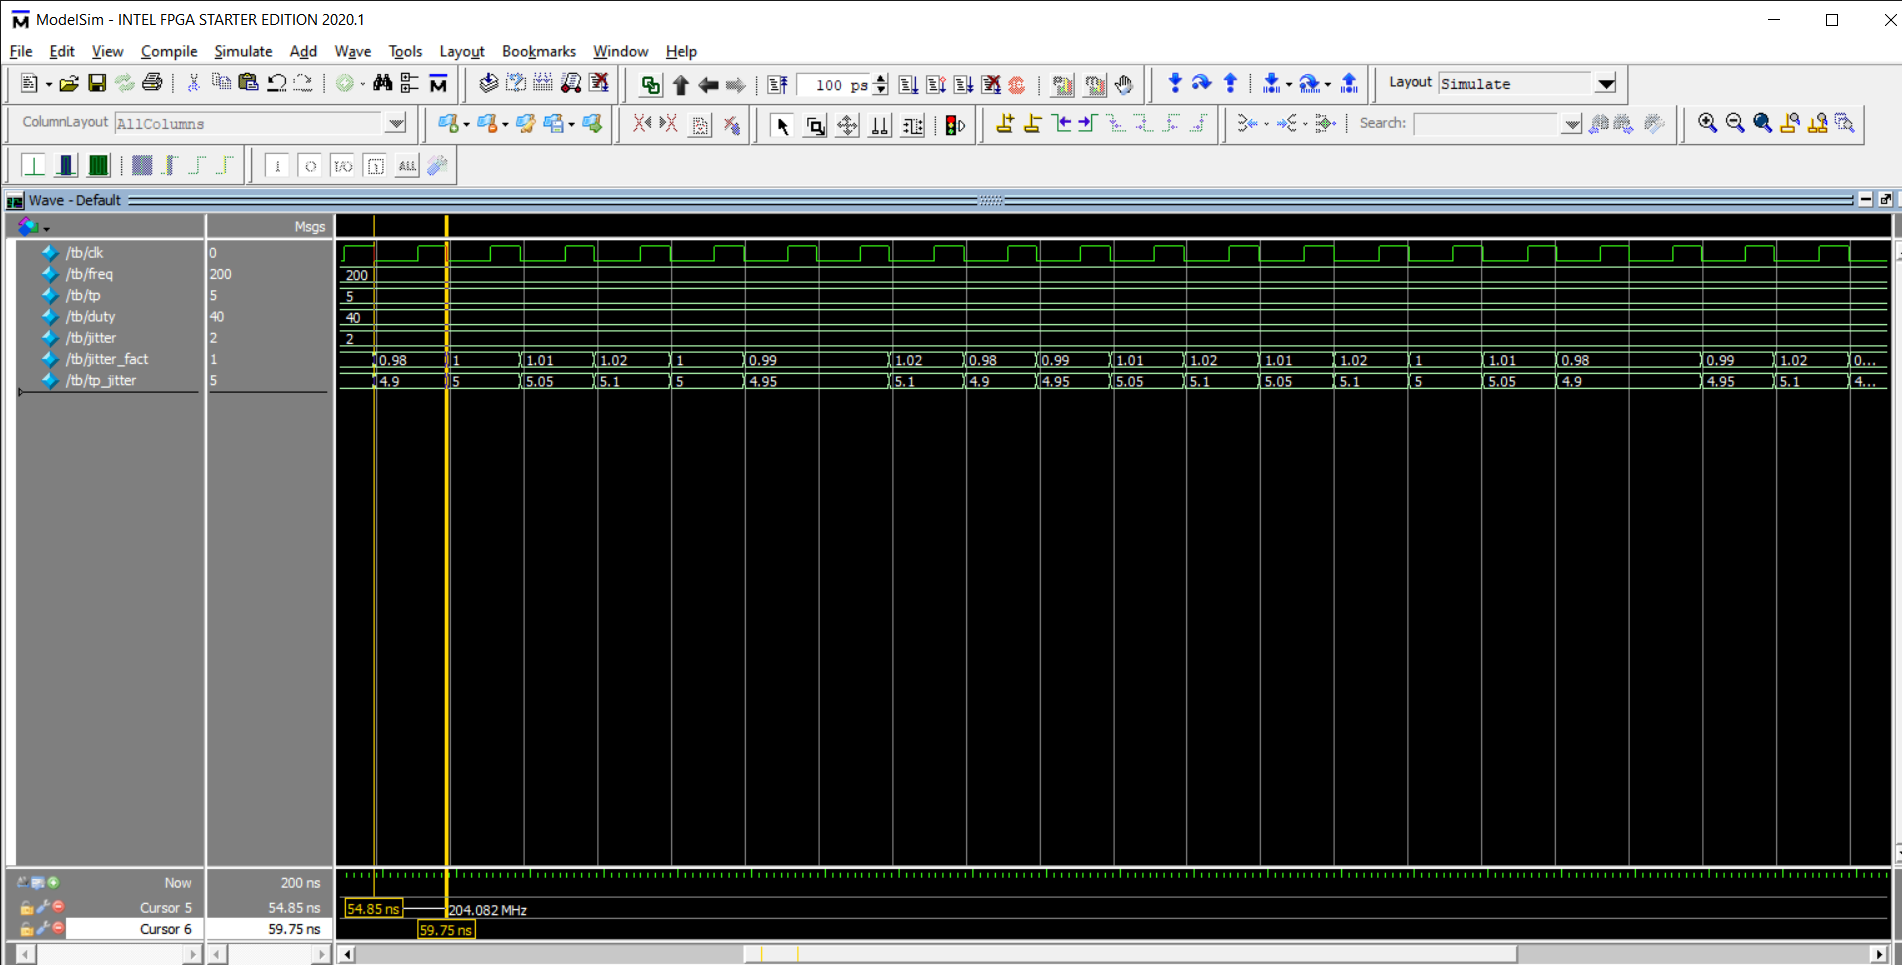 ModelSim - INTEL FPGA STARTER EDITION 2020.1
File Edit View Compile Simulate Add Wave Tools Layout Bookmarks Window Help
100 ps Layout Simulate
ColumnLayout AllColumns Search:
I/O ALL
Wave - Default
Msgs
/tb/clk 0
/tb/freq 200 200
/tb/tp 5 5
/tb/duty 40 40
/tb/jitter 2 2
/tb/jitter_fact 1 0.98 1 1.01 1.02 1 0.99 1.02 0.98 0.99 1.01 1.02 1.01 1.02 1 1.01 0.98 0.99 1.02 0...
/tb/tp_jitter 5 4.9 5 5.05 5.1 5 4.95 5.1 4.9 4.95 5.05 5.1 5.05 5.1 5 5.05 4.9 4.95 5.1 4...
Now 200 ns
Cursor 5 54.85 ns 54.85 ns 204.082 MHz
Cursor 6 59.75 ns 59.75 ns